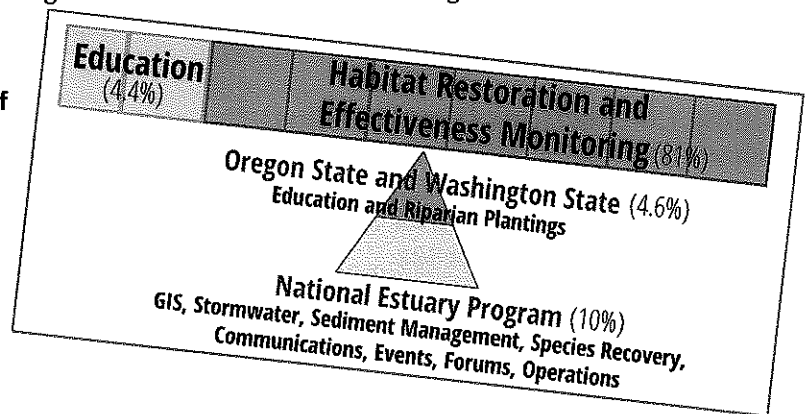 f
Education
(4.4%)
Habitat Restoration and
Effectiveness Monitoring (81%)
Oregon State and Washington State (4.6%)
Education and Riparian Plantings
National Estuary Program (10%)
GIS, Stormwater, Sediment Management, Species Recovery,
Communications, Events, Forums, Operations